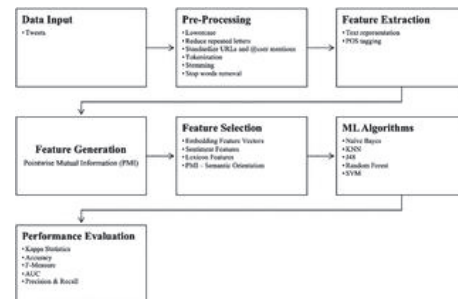 Data Input
• Tweets
Pre-Processing
• Lowercase
• Reduce repeated letters
• Standardize URLs and @user mentions
• Tokenization
• Stemming
• Stop words removal
Feature Extraction
• Text representation
• POS tagging
Feature Generation
Pointwise Mutual Information (PMI)
Feature Selection
• Embedding Feature Vectors
• Sentiment Features
• Lexicon Features
• PMI – Semantic Orientation
ML Algorithms
• Naïve Bayes
• KNN
• J48
• Random Forest
• SVM
Performance Evaluation
• Kappa Statistics
• Accuracy
• F-Measure
• AUC
• Precision & Recall